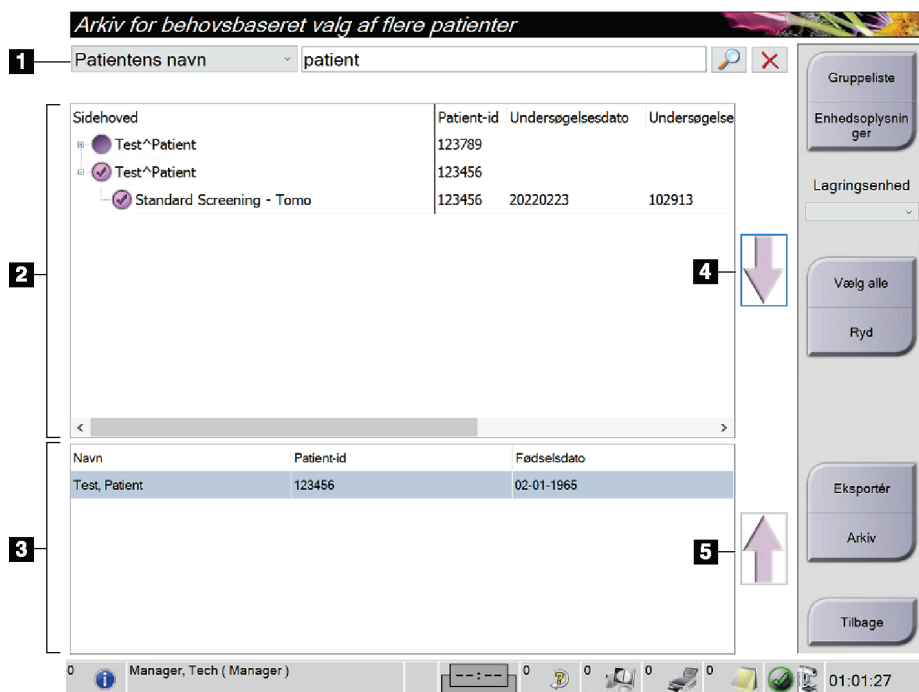 Arkiv for behovsbaseret valg af flere patienter
1 Patientens navn patient
Gruppeliste
Enhedsoplysnin
ger
Lagringsenhed
Vælg alle
Ryd
Eksportér
Arkiv
Tilbage
2
Sidehoved Patient-id Undersøgelsesdato Undersøgelse
Test^Patient 123789
Test^Patient 123456
Standard Screening - Tomo 123456 20220223 102913
4
3
Navn Patient-id Fødselsdato
Test, Patient 123456 02-01-1965
5
0 Manager, Tech ( Manager ) --:-- 0 0 0 0 01:01:27